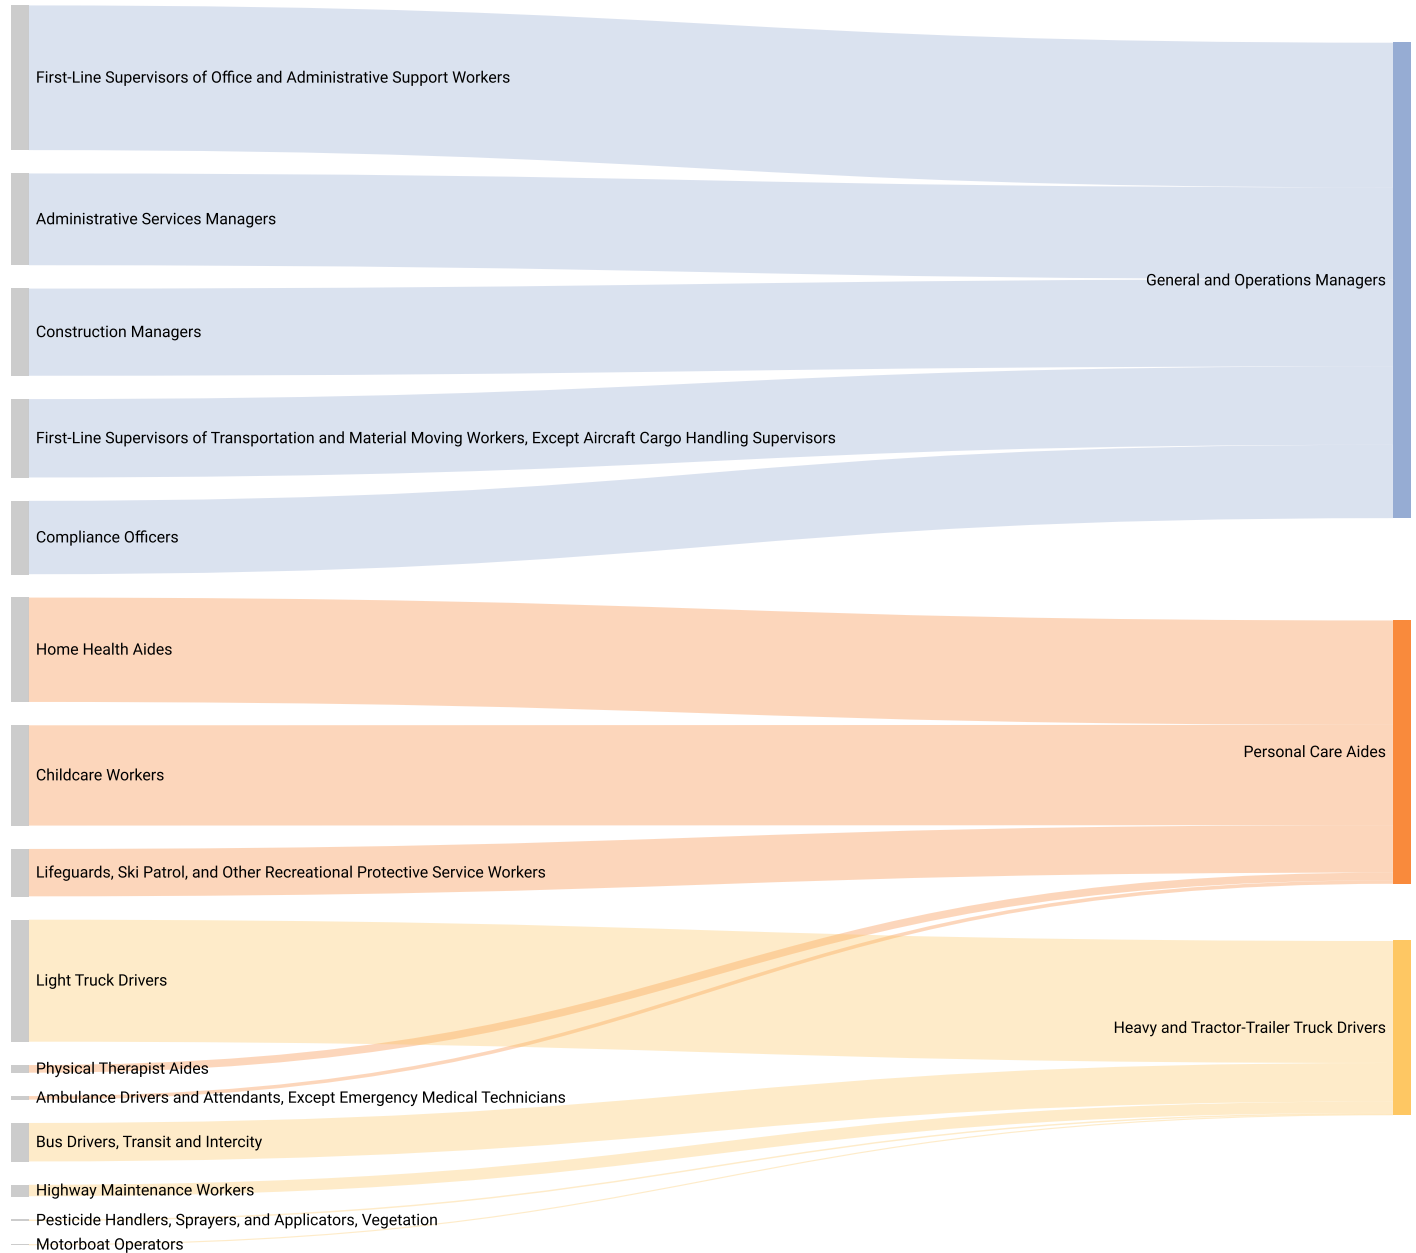 First-Line Supervisors of Office and Administrative Support Workers
Administrative Services Managers
General and Operations Managers
Construction Managers
First-Line Supervisors of Transportation and Material Moving Workers, Except Aircraft Cargo Handling Supervisors
Compliance Officers
Home Health Aides
Personal Care Aides
Childcare Workers
Lifeguards, Ski Patrol, and Other Recreational Protective Service Workers
Light Truck Drivers
Heavy and Tractor-Trailer Truck Drivers
Physical Therapist Aides
Ambulance Drivers and Attendants, Except Emergency Medical Technicians
Bus Drivers, Transit and Intercity
Highway Maintenance Workers
Pesticide Handlers, Sprayers, and Applicators, Vegetation
Motorboat Operators